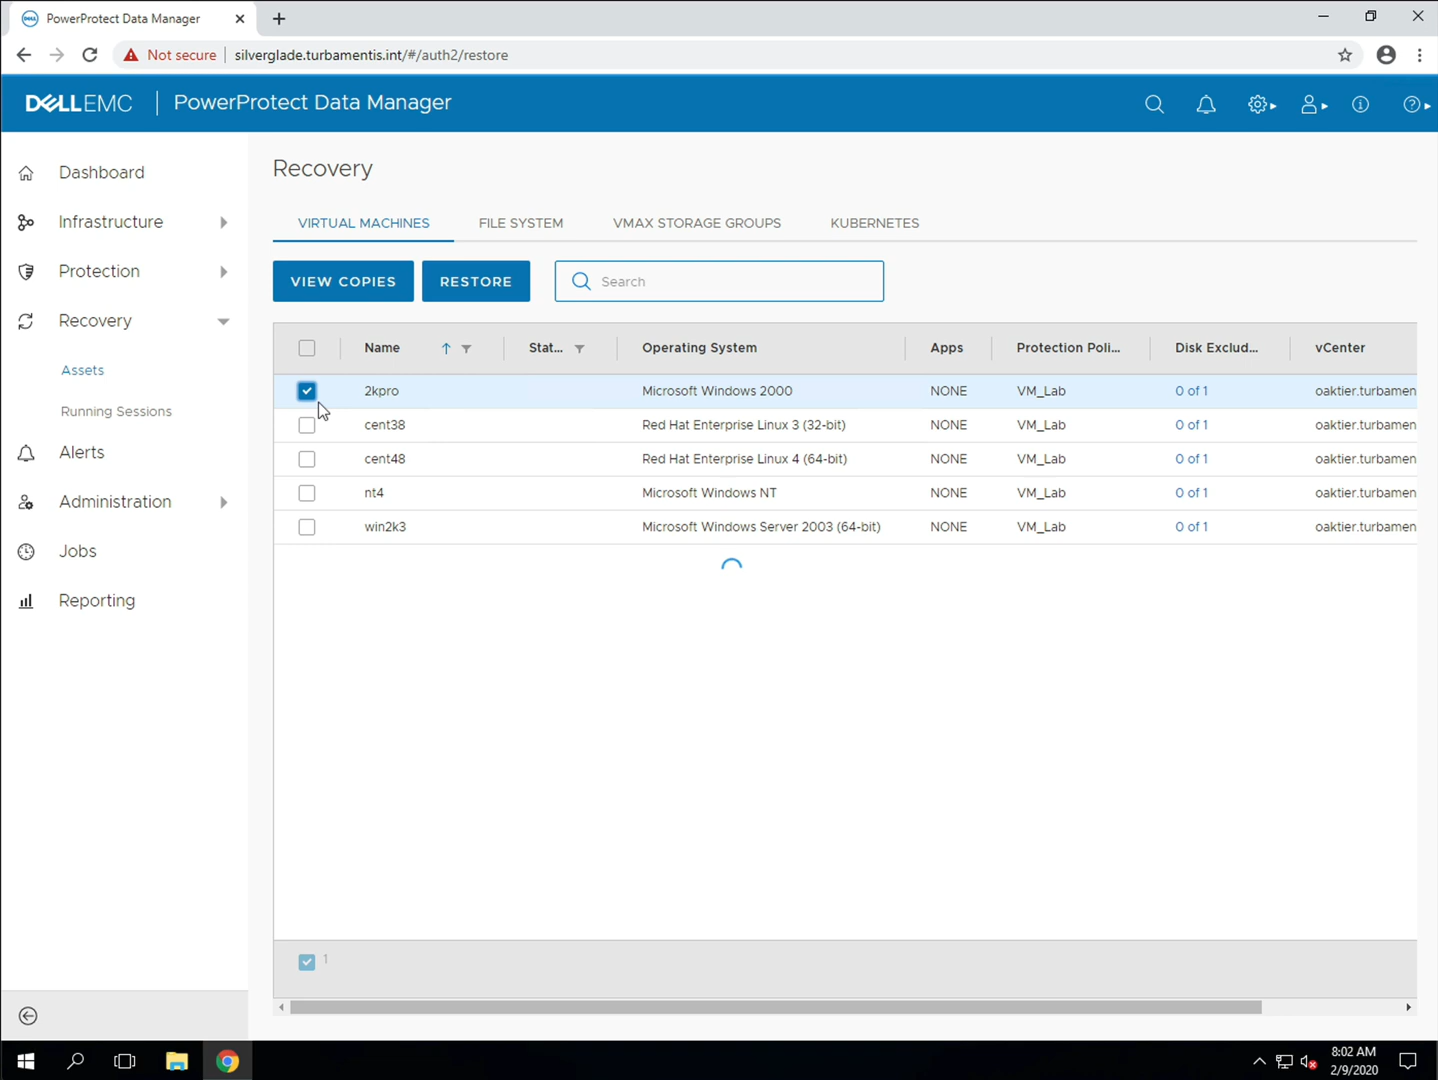 PowerProtect Data Manager
Not secure
silverglade.turbamentis.int/#/auth2/restore
DELLEMC
PowerProtect Data Manager
Dashboard
Infrastructure
Protection
Recovery
Assets
Running Sessions
Alerts
Administration
Jobs
Reporting
Recovery
VIRTUAL MACHINES FILE SYSTEM VMAX STORAGE GROUPS KUBERNETES
VIEW COPIES RESTORE Search
Name Stat... Operating System Apps Protection Poli... Disk Exclud... vCenter
2kpro Microsoft Windows 2000 NONE VM_Lab 0 of 1 oaktier.turbamen
cent38 Red Hat Enterprise Linux 3 (32-bit) NONE VM_Lab 0 of 1 oaktier.turbamen
cent48 Red Hat Enterprise Linux 4 (64-bit) NONE VM_Lab 0 of 1 oaktier.turbamen
nt4 Microsoft Windows NT NONE VM_Lab 0 of 1 oaktier.turbamen
win2k3 Microsoft Windows Server 2003 (64-bit) NONE VM_Lab 0 of 1 oaktier.turbamen
1
8:02 AM
2/9/2020